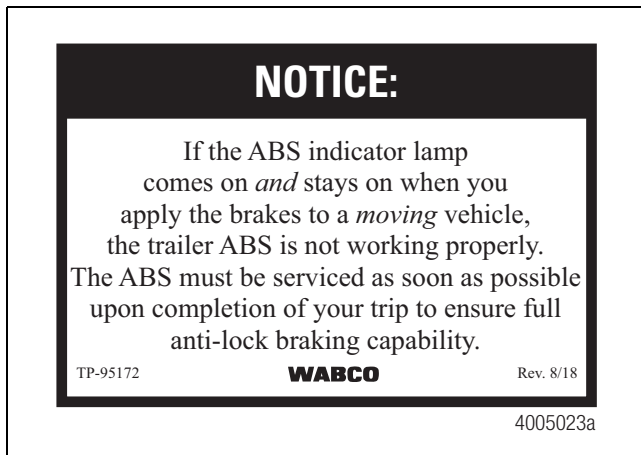 NOTICE:
If the ABS indicator lamp
comes on and stays on when you
apply the brakes to a moving vehicle,
the trailer ABS is not working properly.
The ABS must be serviced as soon as possible
upon completion of your trip to ensure full
anti-lock braking capability.
TP-95172 WABCO Rev. 8/18
4005023a